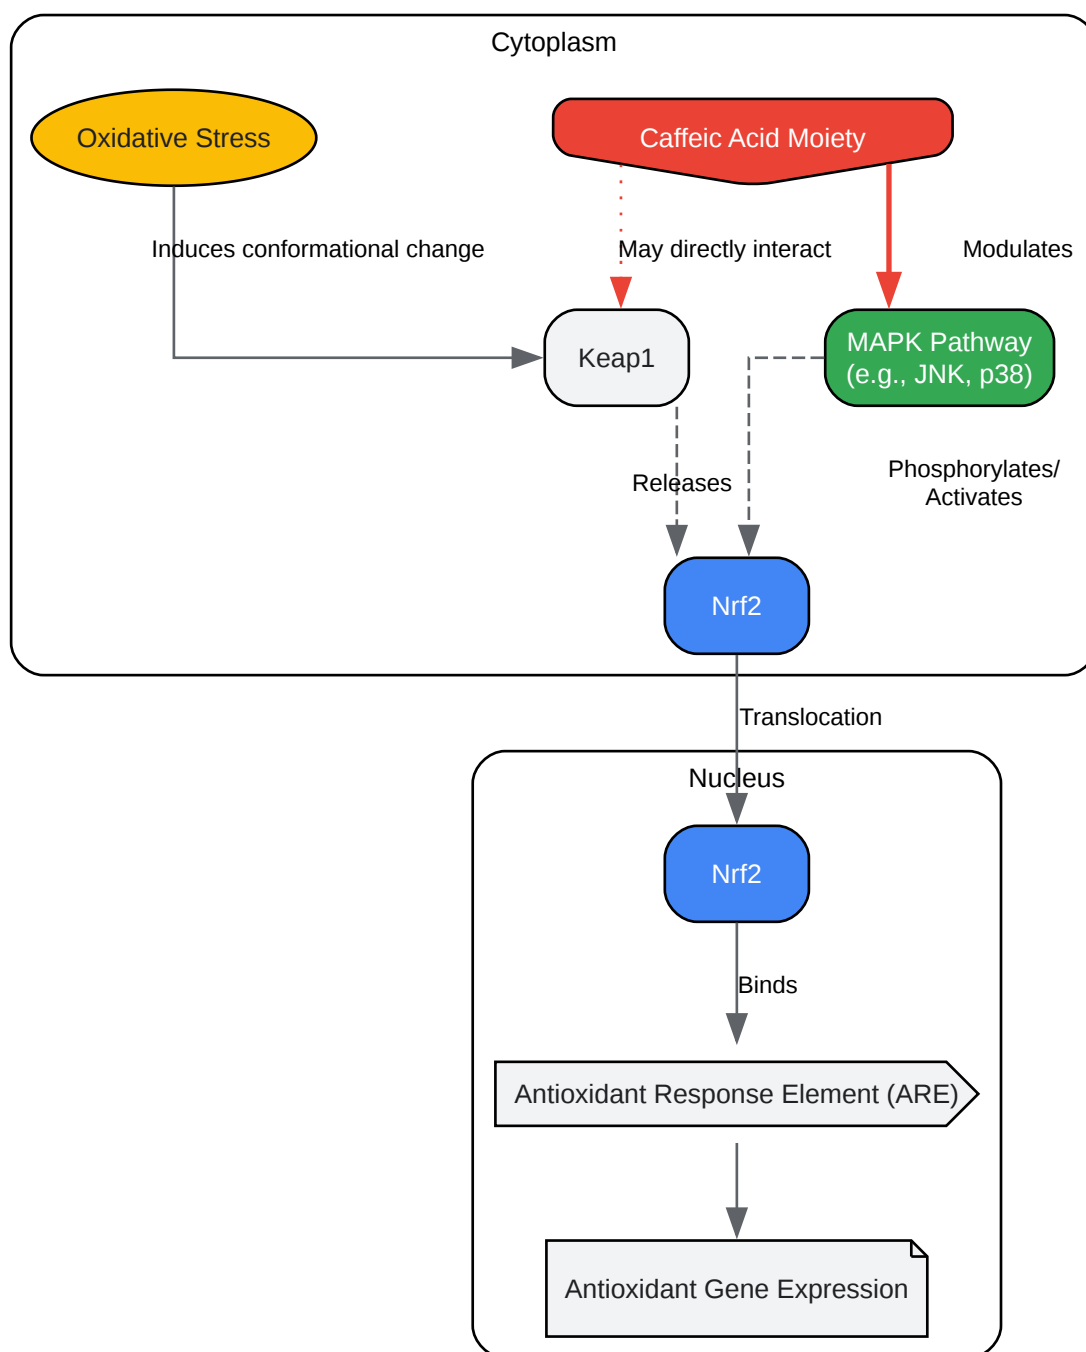 Cytoplasm
Oxidative Stress
Caffeic Acid Moiety
Induces conformational change
May directly interact
Modulates
Keap1
MAPK Pathway
(e.g., JNK, p38)
Releases
Phosphorylates/
Activates
Nrf2
Translocation
Nucleus
Nrf2
Binds
Antioxidant Response Element (ARE)
Antioxidant Gene Expression